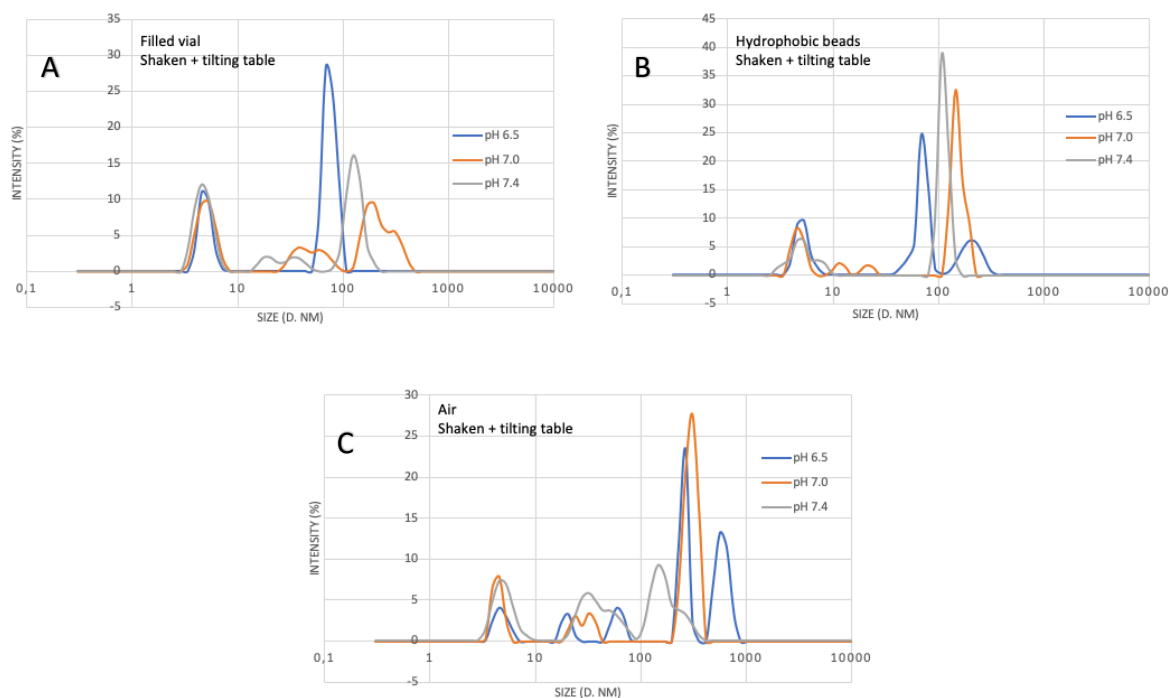 A
Filled vial
Shaken + tilting table
35
30
25
20
15
10
5
0
-5
0,1
1
10
100
1000
10000
INTENSITY (%)
SIZE (D. NM)
pH 6.5
pH 7.0
pH 7.4
B
Hydrophobic beads
Shaken + tilting table
45
40
35
30
25
20
15
10
5
0
-5
0,1
1
10
100
1000
10000
INTENSITY (%)
SIZE (D. NM)
pH 6.5
pH 7.0
pH 7.4
C
Air
Shaken + tilting table
30
25
20
15
10
5
0
-5
0,1
1
10
100
1000
10000
INTENSITY (%)
SIZE (D. NM)
pH 6.5
pH 7.0
pH 7.4